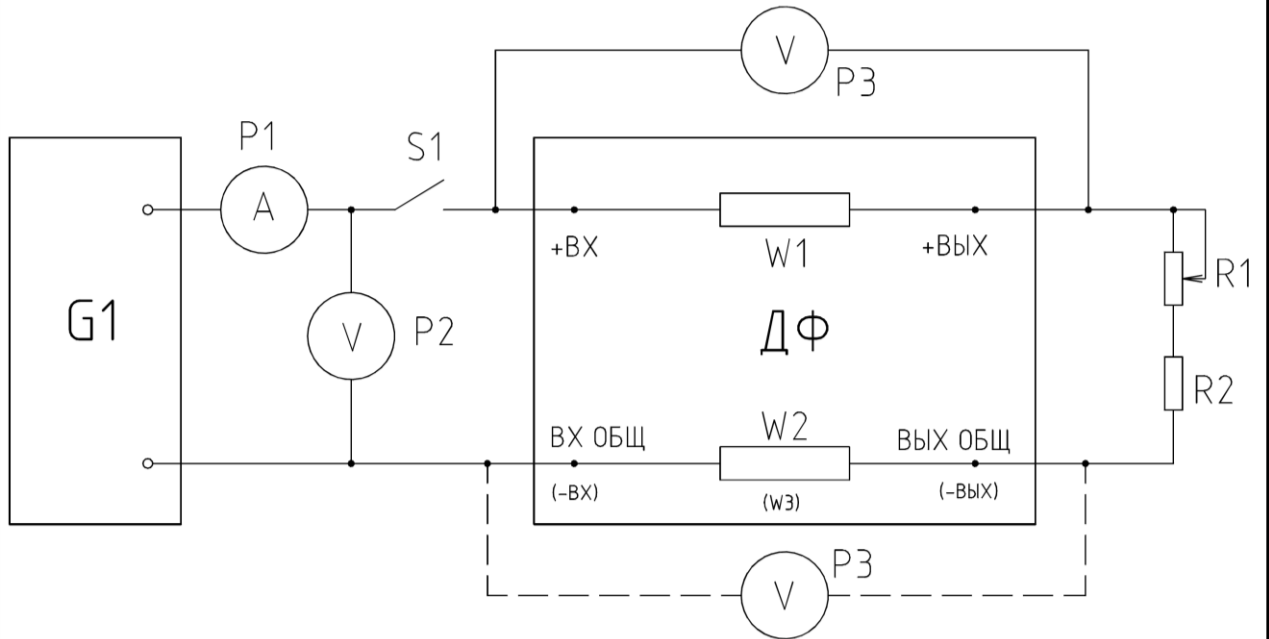 V
P3
P1
S1
A
+ВХ
W1
+ВЫХ
R1
G1
V
P2
ДФ
R2
ВХ ОБЩ
W2
ВЫХ ОБЩ
(-ВХ)
(W3)
(-ВЫХ)
V
P3